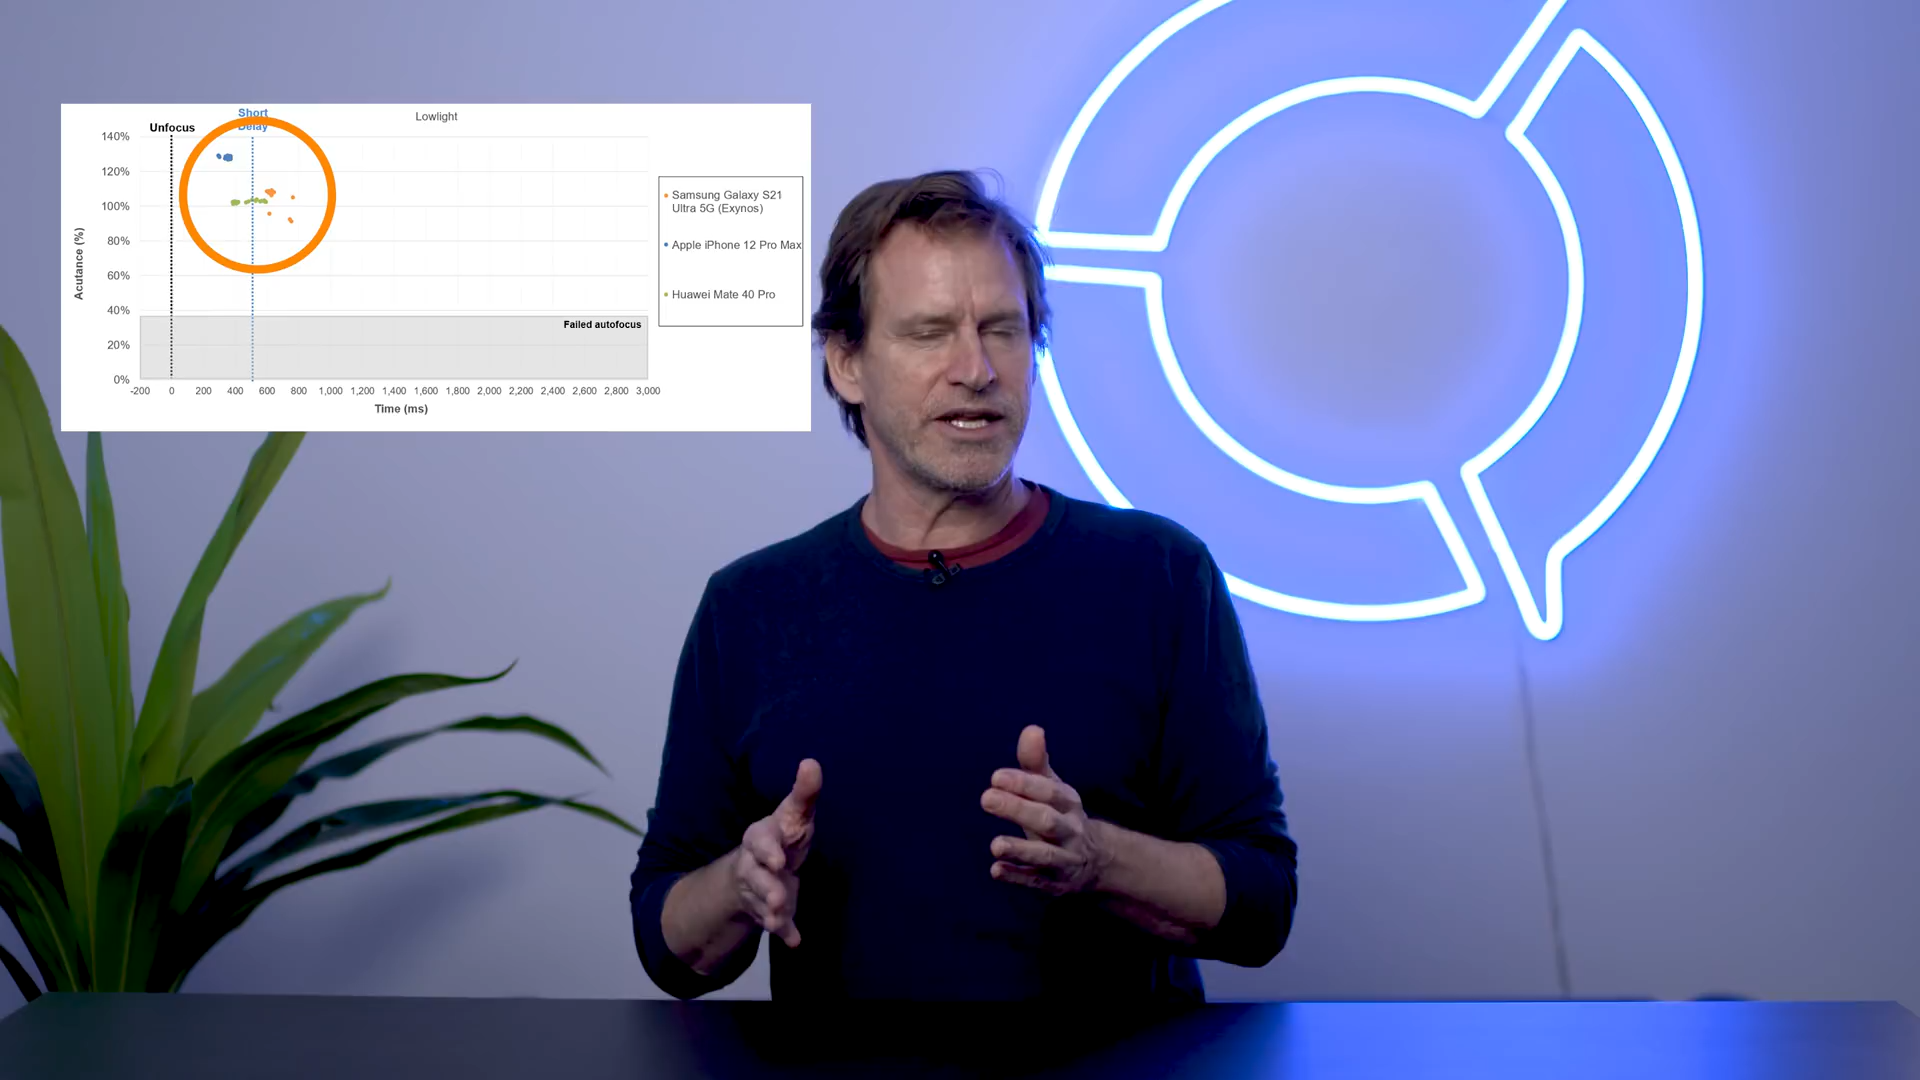 Short
Delay
Lowlight
Unfocus
140%
120%
100%
80%
60%
40%
20%
0%
Acutance (%)
Failed autofocus
-200 0 200 400 600 800 1,000 1,200 1,400 1,600 1,800 2,000 2,200 2,400 2,600 2,800 3,000
Time (ms)
Samsung Galaxy S21
Ultra 5G (Exynos)
Apple iPhone 12 Pro Max
Huawei Mate 40 Pro